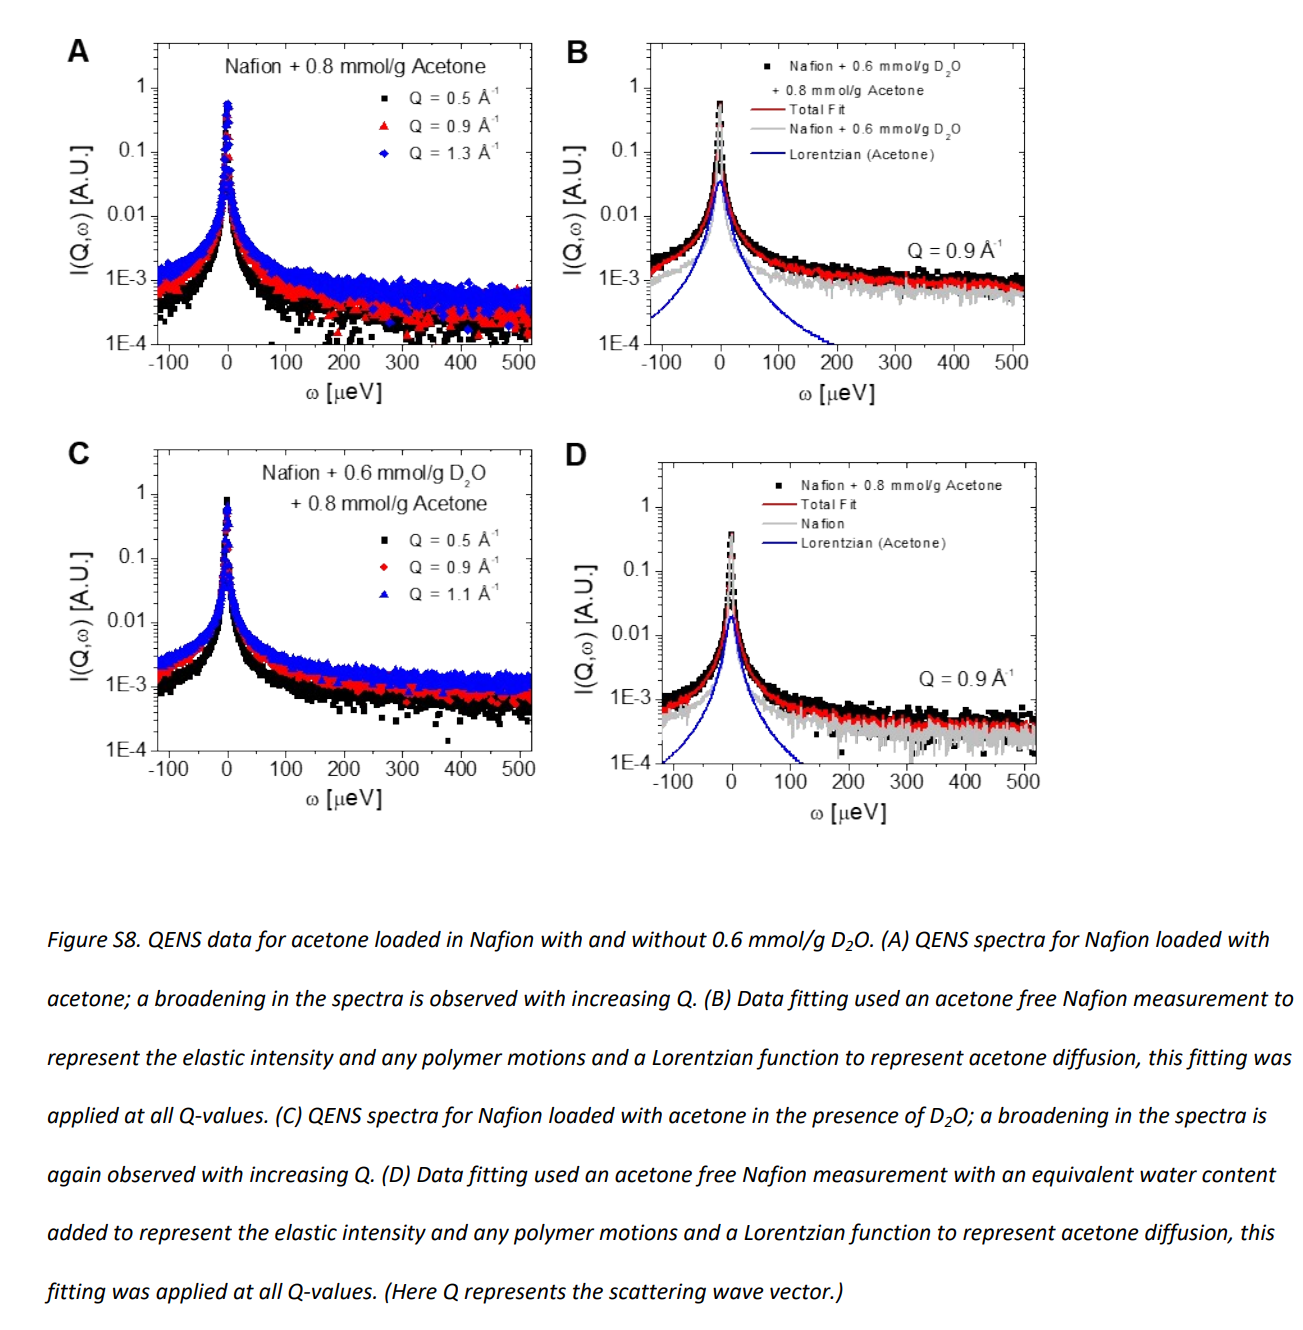 A
Nafion + 0.8 mmol/g Acetone
Q = 0.5 Å-1
Q = 0.9 Å-1
Q = 1.3 Å-1
1
0.1
0.01
1E-3
1E-4
I(Q,ω) [A.U.]
-100 0 100 200 300 400 500
ω [µeV]
B
Nafion + 0.6 mmol/g D2O
+ 0.8 mmol/g Acetone
Total Fit
Nafion + 0.6 mmol/g D2O
Lorentzian (Acetone)
Q = 0.9 Å-1
1
0.1
0.01
1E-3
1E-4
I(Q,ω) [A.U.]
-100 0 100 200 300 400 500
ω [µeV]
C
Nafion + 0.6 mmol/g D2O
+ 0.8 mmol/g Acetone
Q = 0.5 Å-1
Q = 0.9 Å-1
Q = 1.1 Å-1
1
0.1
0.01
1E-3
1E-4
I(Q,ω) [A.U.]
-100 0 100 200 300 400 500
ω [µeV]
D
Nafion + 0.8 mmol/g Acetone
Total Fit
Nafion
Lorentzian (Acetone)
Q = 0.9 Å-1
1
0.1
0.01
1E-3
1E-4
I(Q,ω) [A.U.]
-100 0 100 200 300 400 500
ω [µeV]
Figure S8. QENS data for acetone loaded in Nafion with and without 0.6 mmol/g D2O. (A) QENS spectra for Nafion loaded with
acetone; a broadening in the spectra is observed with increasing Q. (B) Data fitting used an acetone free Nafion measurement to
represent the elastic intensity and any polymer motions and a Lorentzian function to represent acetone diffusion, this fitting was
applied at all Q-values. (C) QENS spectra for Nafion loaded with acetone in the presence of D2O; a broadening in the spectra is
again observed with increasing Q. (D) Data fitting used an acetone free Nafion measurement with an equivalent water content
added to represent the elastic intensity and any polymer motions and a Lorentzian function to represent acetone diffusion, this
fitting was applied at all Q-values. (Here Q represents the scattering wave vector.)